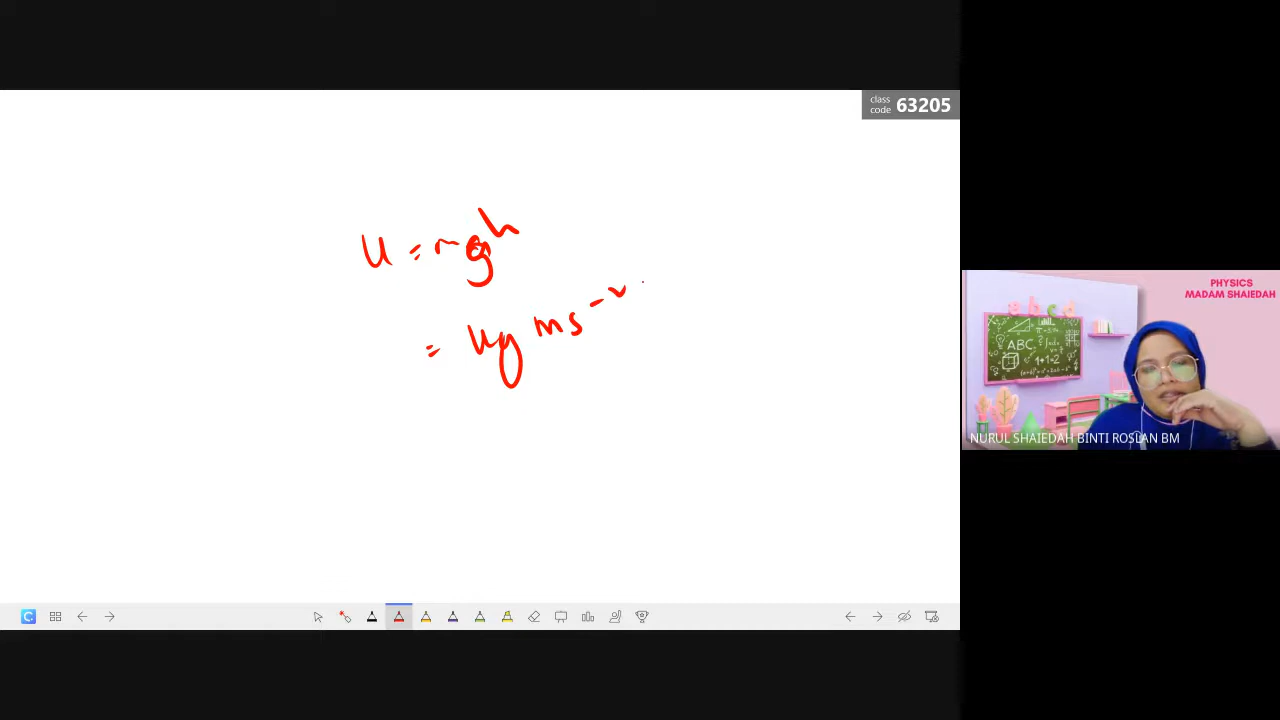 class code 63205
U = mgh
= kg ms⁻²
PHYSICS
MADAM SHAIEDAH
a b c d
ABC
1+1=2
NURUL SHAIEDAH BINTI ROSLAN BM